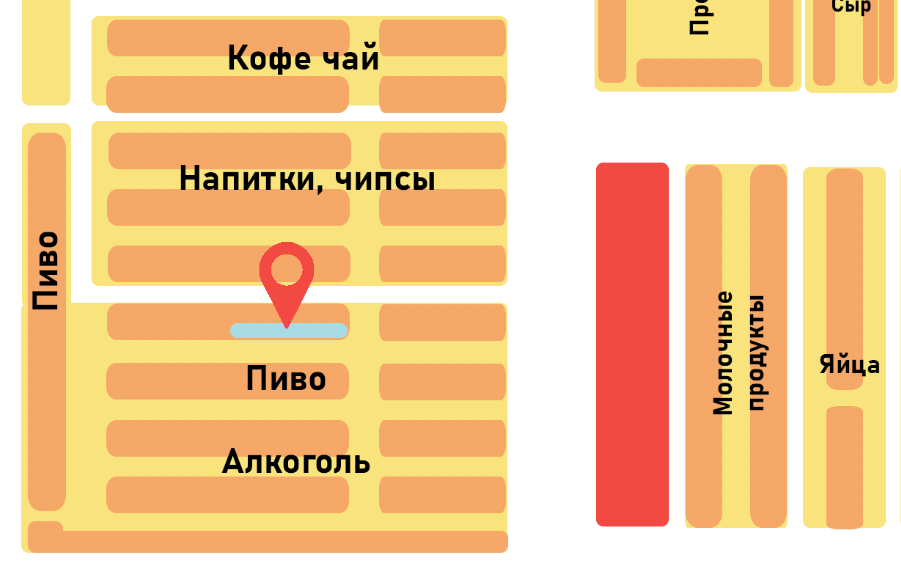 Сыр
Кофе чай
Напитки, чипсы
Пиво
Пиво
Алкоголь
Молочные
продукты
Яйца